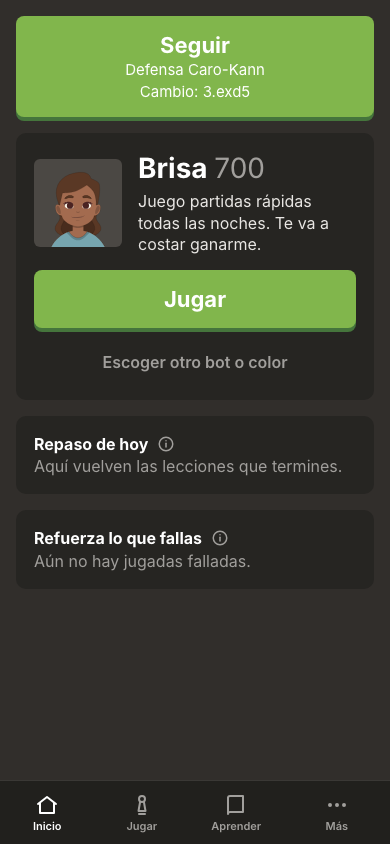 Seguir
Defensa Caro-Kann
Cambio: 3.exd5
Brisa 700
Juego partidas rápidas
todas las noches. Te va a
costar ganarme.
Jugar
Escoger otro bot o color
Repaso de hoy
Aquí vuelven las lecciones que termines.
Refuerza lo que fallas
Aún no hay jugadas falladas.
Inicio
Jugar
Aprender
Más